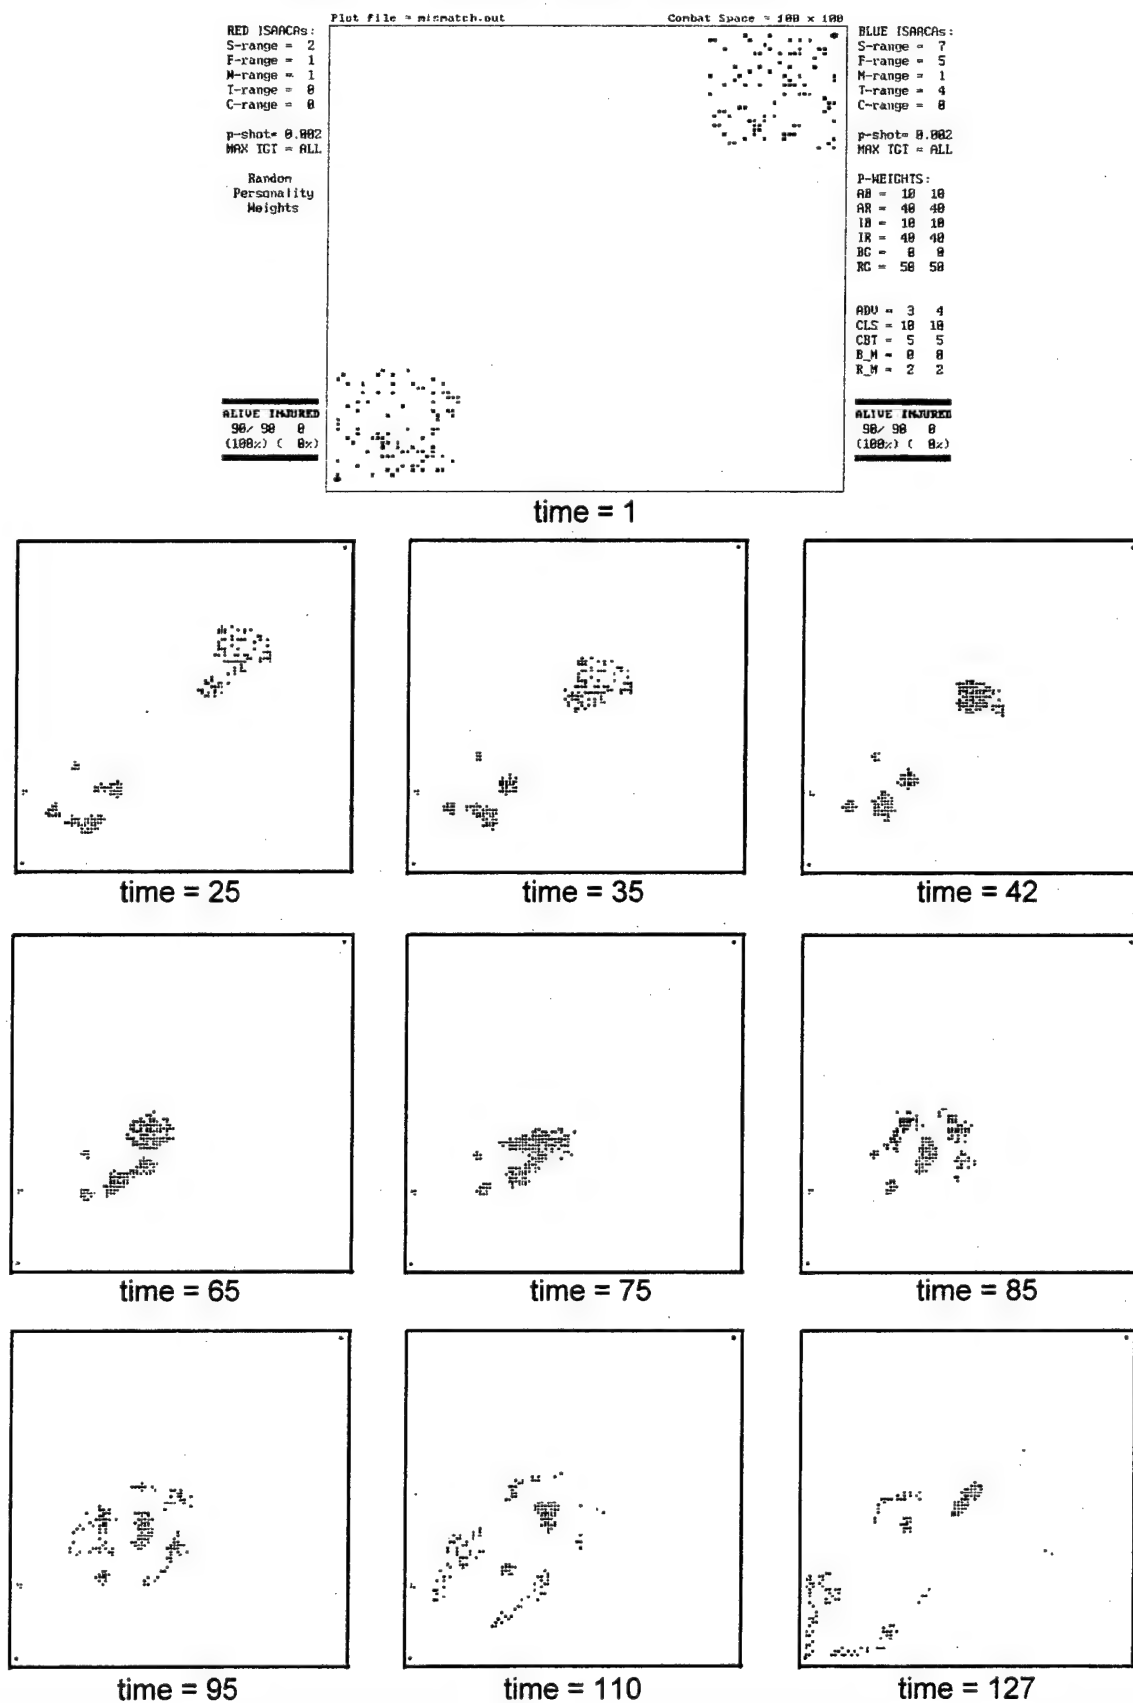 Plot file = mismatch.out
Combat Space = 100 x 100
RED ISAACAs:
S-range = 2
F-range = 1
M-range = 1
T-range = 0
C-range = 0
p-shot= 0.002
MAX TGT = ALL
Random
Personality
Weights
ALIVE INJURED
90/ 90 0
(100%) ( 0%)
BLUE ISAACAs:
S-range = 7
F-range = 5
M-range = 1
T-range = 4
C-range = 0
p-shot= 0.002
MAX TGT = ALL
P-WEIGHTS:
AB = 10 10
AR = 40 40
IB = 10 10
IR = 40 40
BG = 0 0
RG = 50 50
ADV = 3 4
CLS = 10 10
CBT = 5 5
B_M = 0 0
R_M = 2 2
ALIVE INJURED
90/ 90 0
(100%) ( 0%)
time = 1
time = 25
time = 35
time = 42
time = 65
time = 75
time = 85
time = 95
time = 110
time = 127